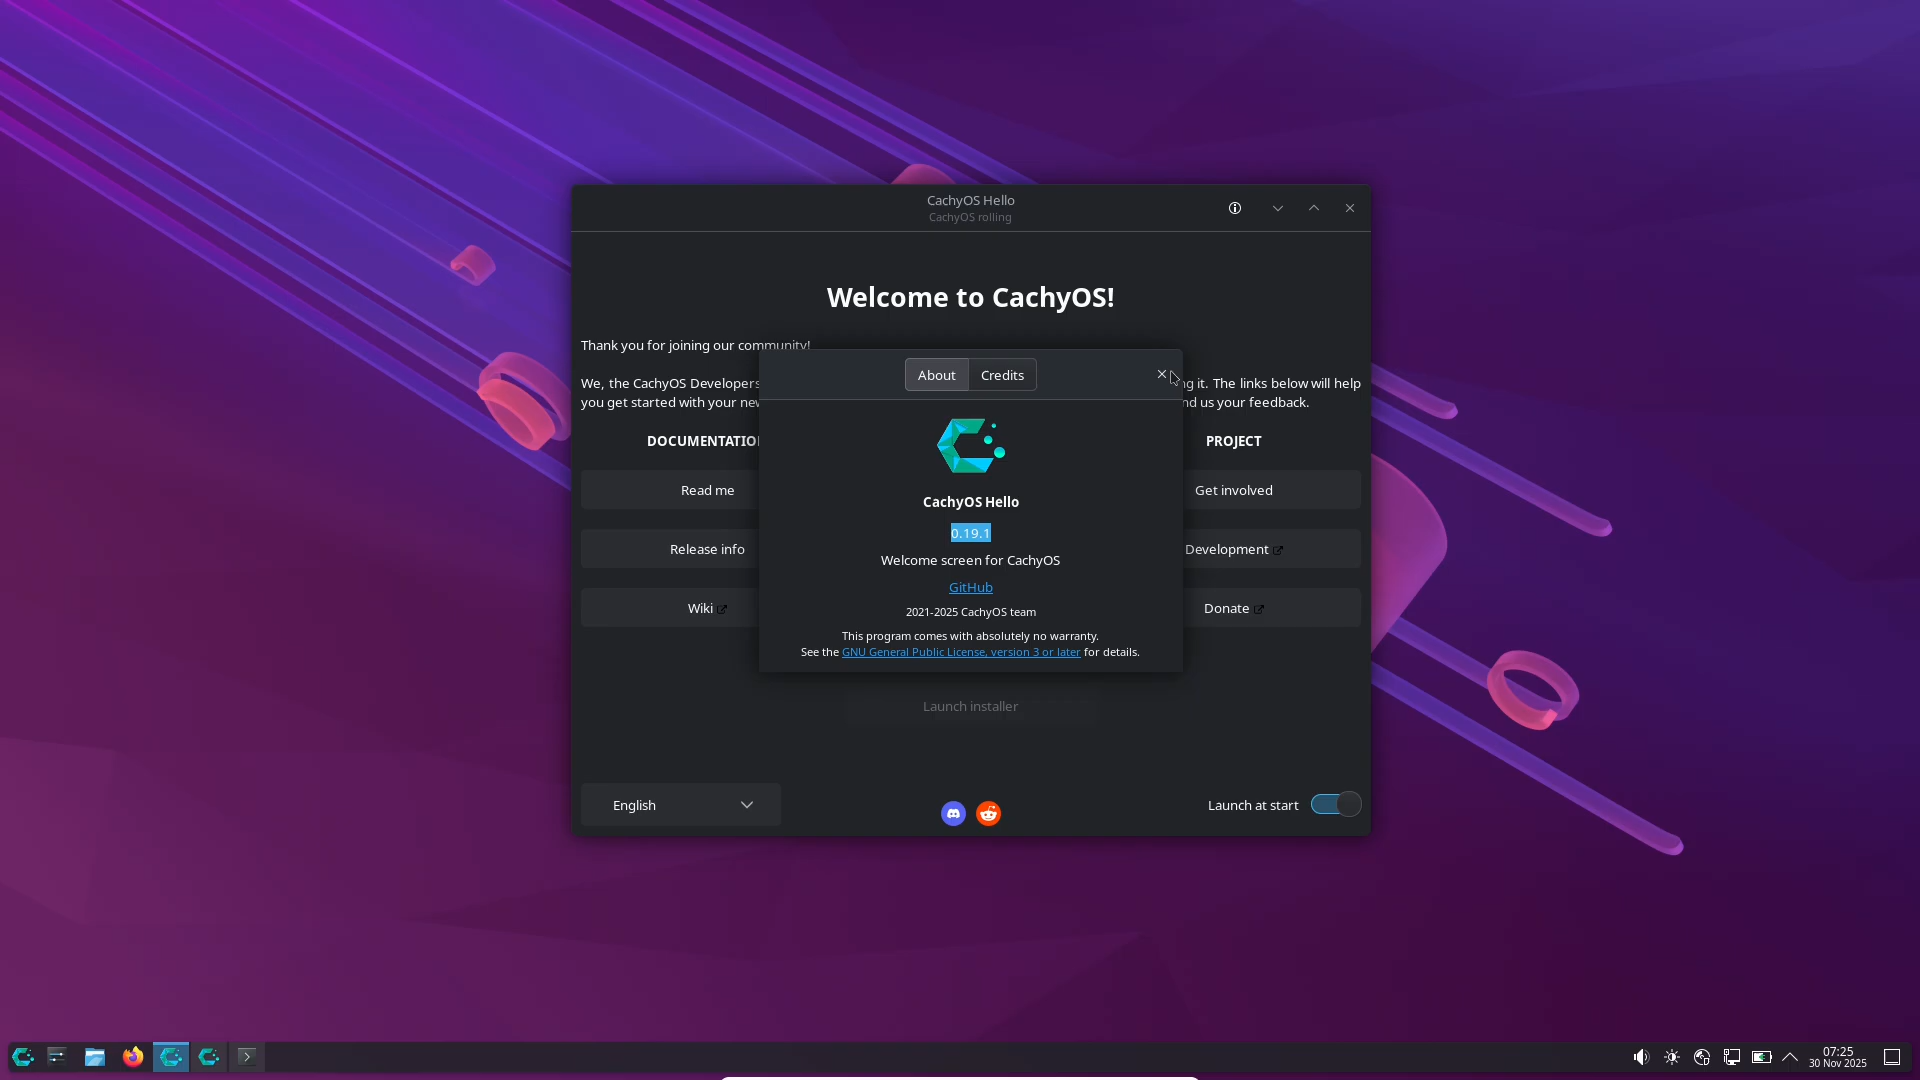 CachyOS Hello
CachyOS rolling
Welcome to CachyOS!
Thank you for joining our community!
We, the CachyOS Developers
ng it. The links below will help
you get started with your new
nd us your feedback.
About
Credits
CachyOS Hello
0.19.1
Welcome screen for CachyOS
GitHub
2021-2025 CachyOS team
This program comes with absolutely no warranty.
See the GNU General Public License, version 3 or later for details.
DOCUMENTATIO
PROJECT
Read me
Get involved
Release info
Development
Wiki
Donate
Launch installer
English
Launch at start
07:25
30 Nov 2025